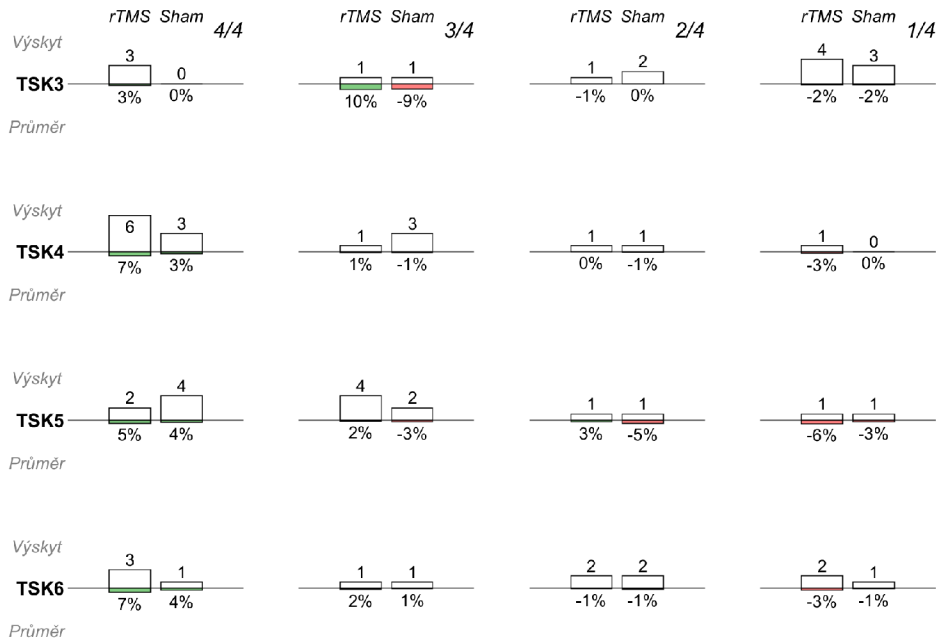 rTMS Sham 4/4 rTMS Sham 3/4 rTMS Sham 2/4 rTMS Sham 1/4
Výskyt
3 0 1 1 1 2 4 3
TSK3
3% 0% 10% -9% -1% 0% -2% -2%
Průměr
Výskyt
6 3 1 3 1 1 1 0
TSK4
7% 3% 1% -1% 0% -1% -3% 0%
Průměr
Výskyt
2 4 4 2 1 1 1 1
TSK5
5% 4% 2% -3% 3% -5% -6% -3%
Průměr
Výskyt
3 1 1 1 2 2 2 1
TSK6
7% 4% 2% 1% -1% -1% -3% -1%
Průměr